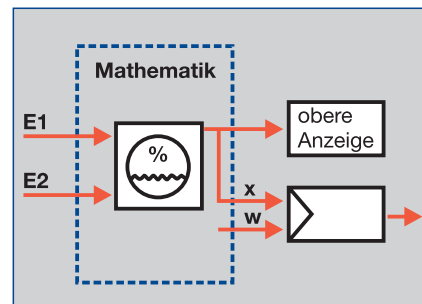 Mathematik
E1
%
obere
Anzeige
E2
x
w